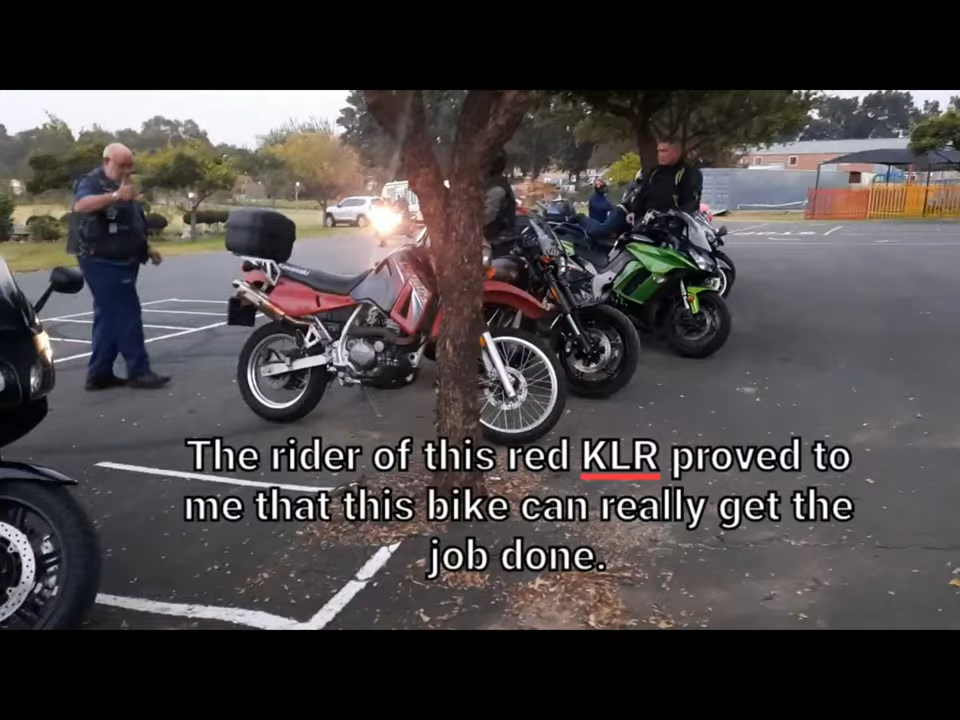 The rider of this red KLR proved to
me that this bike can really get the
job done.